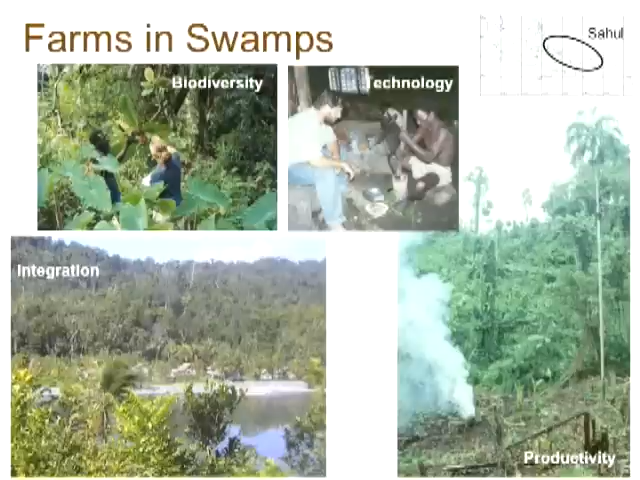 Farms in Swamps
Sahul
Biodiversity
Technology
Integration
Productivity